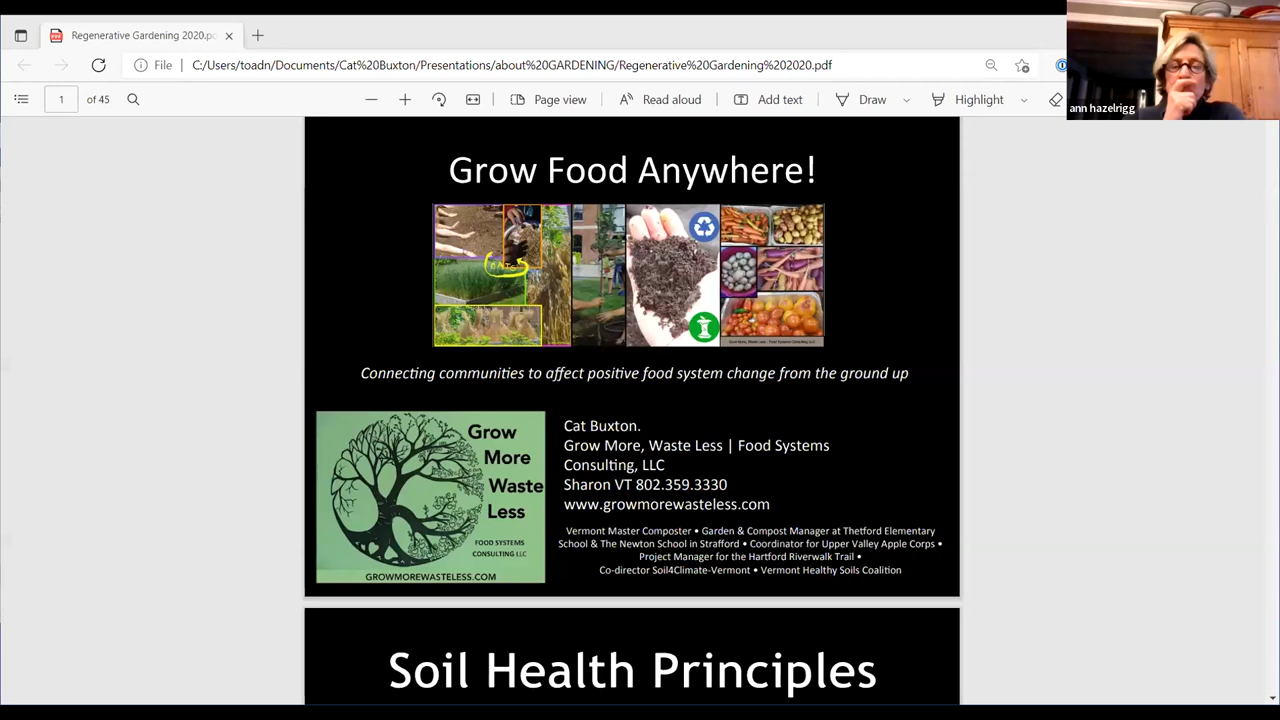 Regenerative Gardening 2020.pd
ann hazelrigg
File
C:/Users/toadn/Documents/Cat%20Buxton/Presentations/about%20GARDENING/Regenerative%20Gardening%202020.pdf
1 of 45
Page view
Read aloud
Add text
Draw
Highlight
Grow Food Anywhere!
OATS
Connecting communities to affect positive food system change from the ground up
Grow
More
Waste
Less
FOOD SYSTEMS
CONSULTING LLC
GROWMOREWASTELESS.COM
Cat Buxton.
Grow More, Waste Less | Food Systems
Consulting, LLC
Sharon VT 802.359.3330
www.growmorewasteless.com
Vermont Master Composter • Garden & Compost Manager at Thetford Elementary
School & The Newton School in Strafford • Coordinator for Upper Valley Apple Corps •
Project Manager for the Hartford Riverwalk Trail •
Co-director Soil4Climate-Vermont • Vermont Healthy Soils Coalition
Soil Health Principles